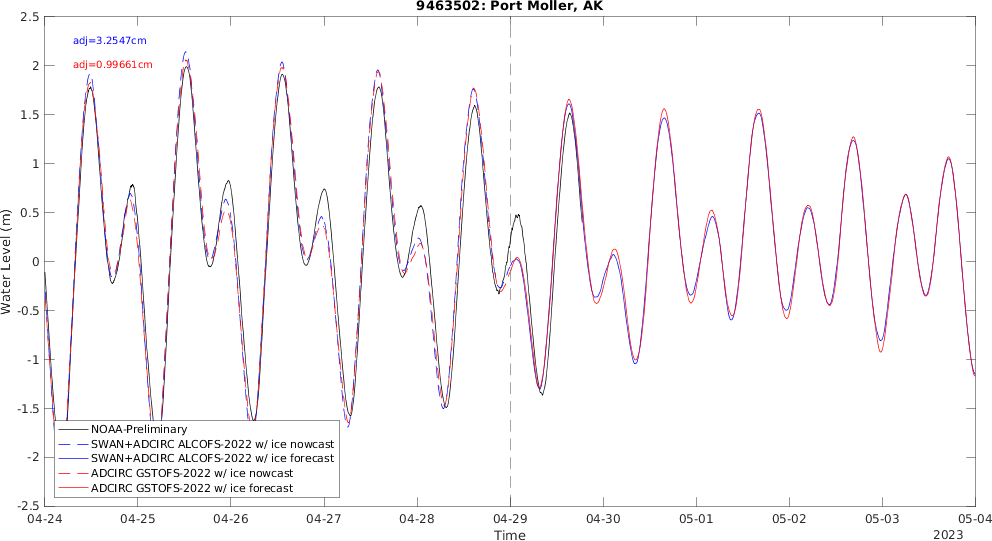 9463502: Port Moller, AK
adj=3.2547cm
adj=0.99661cm
2.5
2
1.5
1
0.5
0
-0.5
-1
-1.5
-2
-2.5
Water Level (m)
NOAA-Preliminary
SWAN+ADCIRC ALCOFS-2022 w/ ice nowcast
SWAN+ADCIRC ALCOFS-2022 w/ ice forecast
ADCIRC GSTOFS-2022 w/ ice nowcast
ADCIRC GSTOFS-2022 w/ ice forecast
04-24 04-25 04-26 04-27 04-28 04-29 04-30 05-01 05-02 05-03 05-04
Time
2023